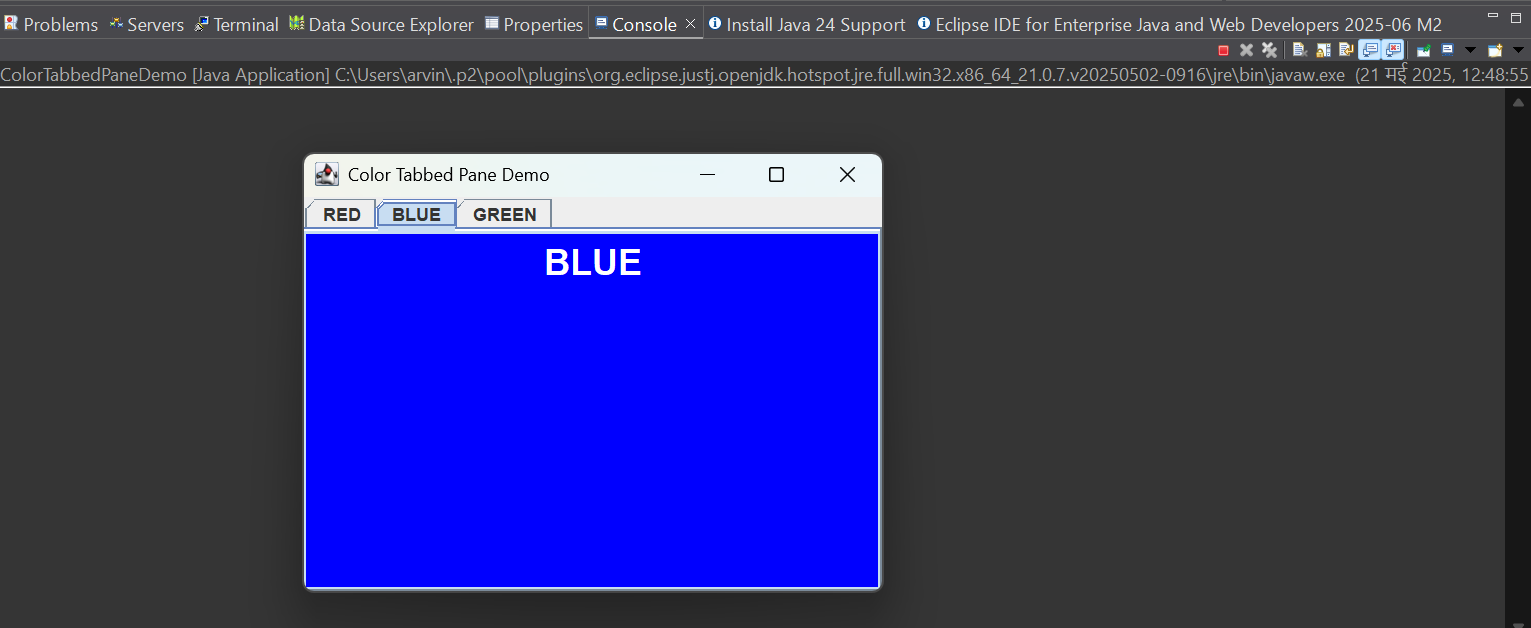 Problems Servers Terminal Data Source Explorer Properties Console Install Java 24 Support Eclipse IDE for Enterprise Java and Web Developers 2025-06 M2
ColorTabbedPaneDemo [Java Application] C:\Users\arvin\.p2\pool\plugins\org.eclipse.justj.openjdk.hotspot.jre.full.win32.x86_64_21.0.7.v20250502-0916\jre\bin\javaw.exe (21 मई 2025, 12:48:55
Color Tabbed Pane Demo
RED BLUE GREEN
BLUE